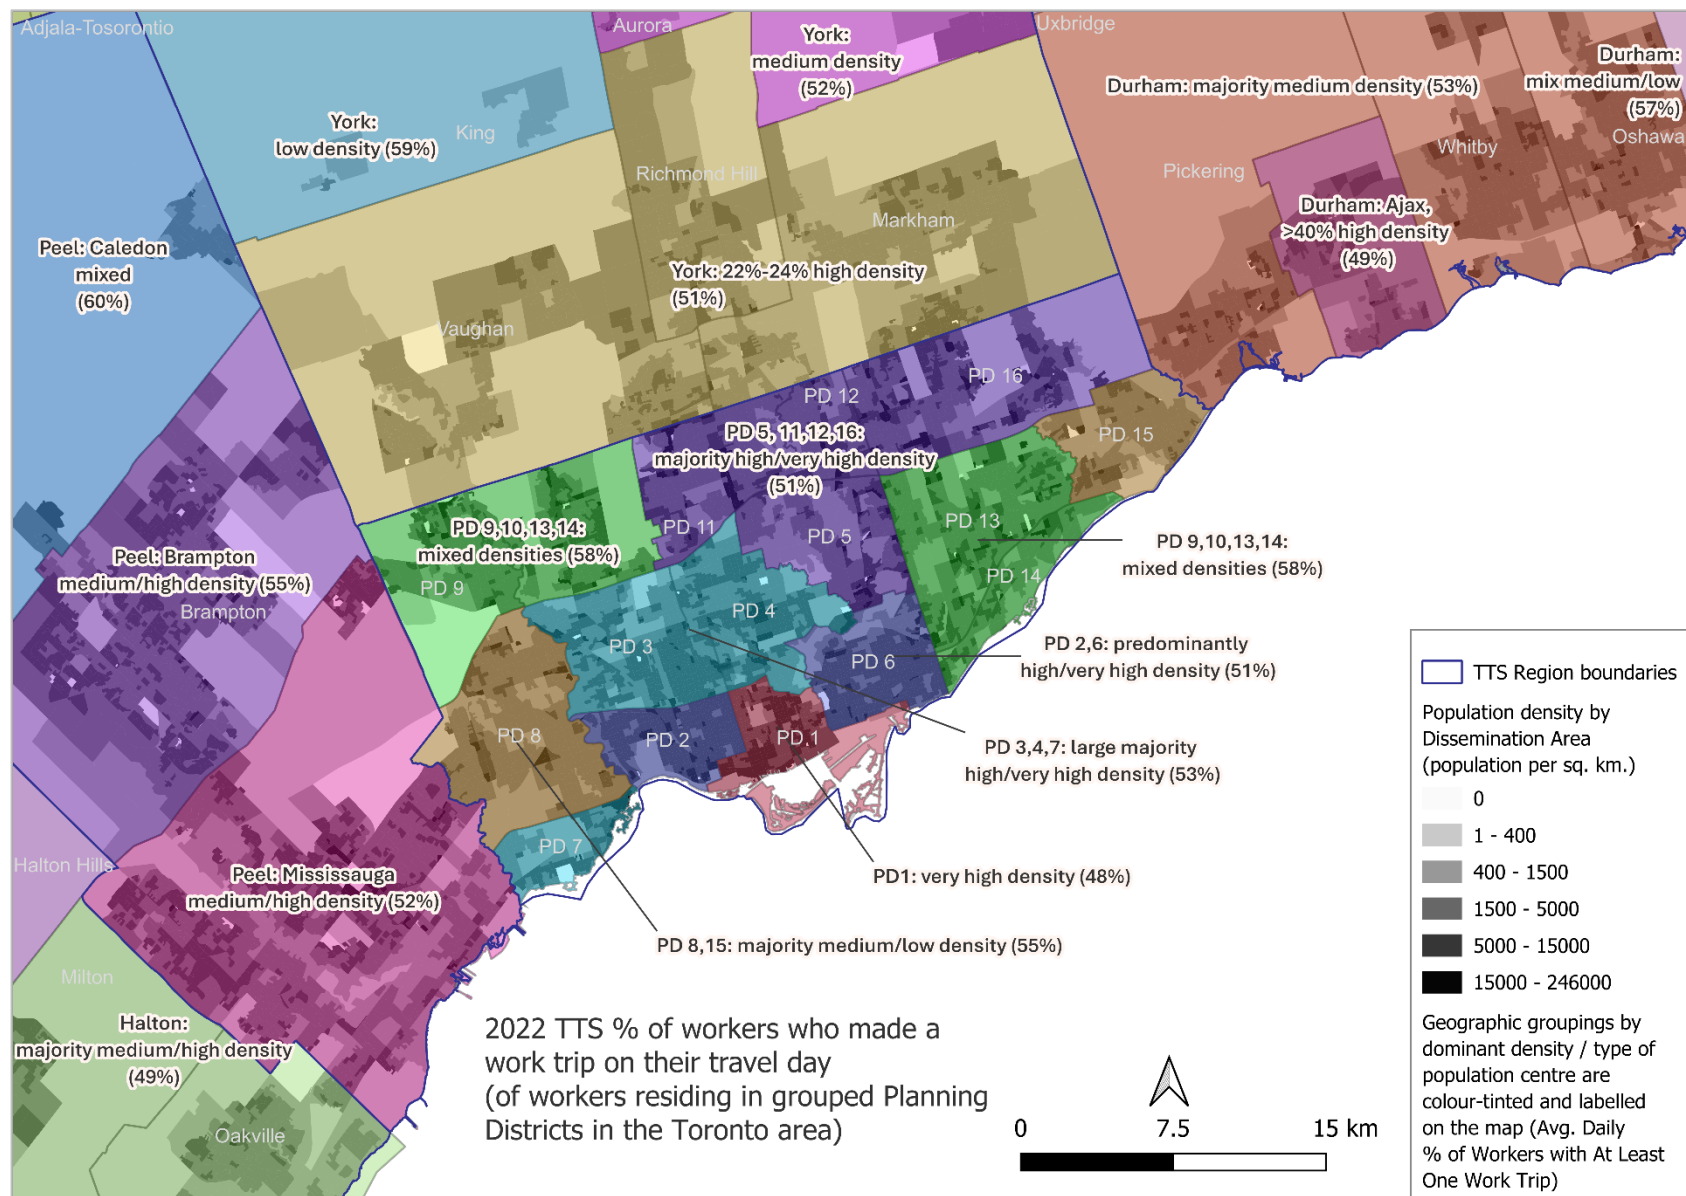 Adjala-Tosorontio
Aurora
York:
medium density
(52%)
Uxbridge
Durham:
mix medium/low
(57%)
Durham: majority medium density (53%)
York:
low density (59%)
King
Richmond Hill
Pickering
Whitby
Oshawa
Markham
Durham: Ajax,
>40% high density
(49%)
Peel: Caledon
mixed
(60%)
York: 22%-24% high density
(51%)
Vaughan
PD 16
PD 12
PD 15
PD 5, 11,12,16:
majority high/very high density
(51%)
PD 11
PD 5
PD 13
PD 9,10,13,14:
mixed densities (58%)
PD 9
PD 9,10,13,14:
mixed densities (58%)
PD 14
Peel: Brampton
medium/high density (55%)
Brampton
PD 4
PD 3
PD 6
PD 2,6: predominantly
high/very high density (51%)
PD 8
PD 2
PD 1
PD 3,4,7: large majority
high/very high density (53%)
PD 7
Halton Hills
Peel: Mississauga
medium/high density (52%)
PD1: very high density (48%)
PD 8,15: majority medium/low density (55%)
Milton
Halton:
majority medium/high density
(49%)
Oakville
2022 TTS % of workers who made a
work trip on their travel day
(of workers residing in grouped Planning
Districts in the Toronto area)
0 7.5 15 km
TTS Region boundaries
Population density by
Dissemination Area
(population per sq. km.)
0
1 - 400
400 - 1500
1500 - 5000
5000 - 15000
15000 - 246000
Geographic groupings by
dominant density / type of
population centre are
colour-tinted and labelled
on the map (Avg. Daily
% of Workers with At Least
One Work Trip)